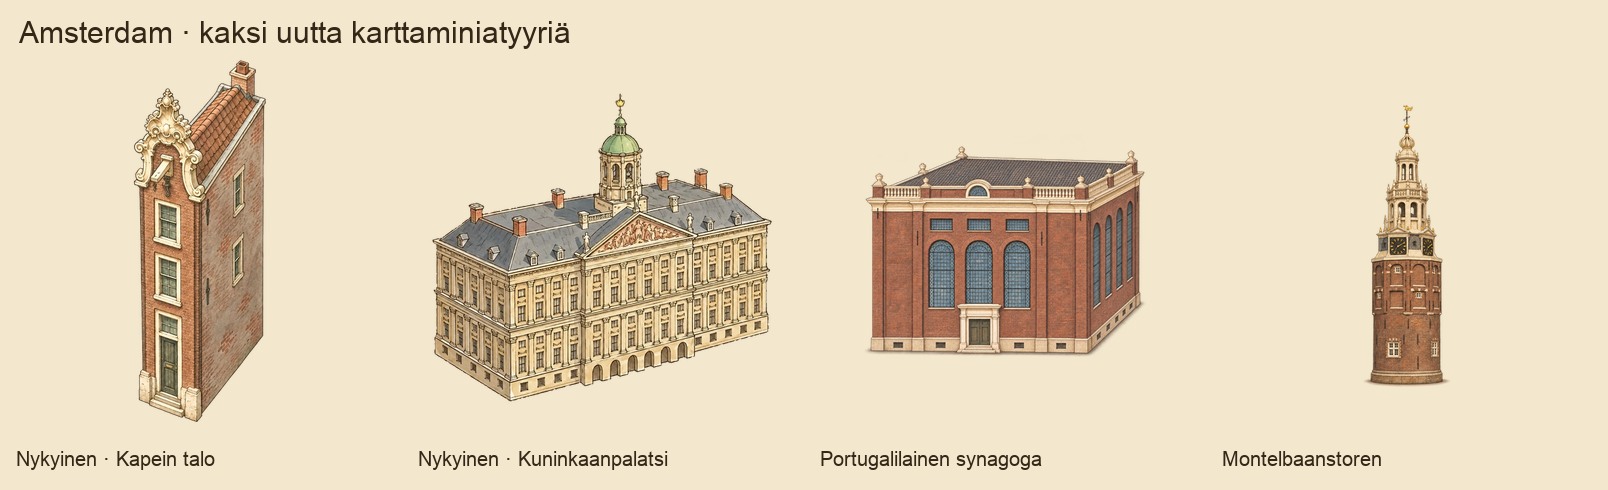 Amsterdam · kaksi uutta karttaminiatyyriä
Nykyinen · Kapein talo
Nykyinen · Kuninkaanpalatsi
Portugalilainen synagoga
Montelbaanstoren